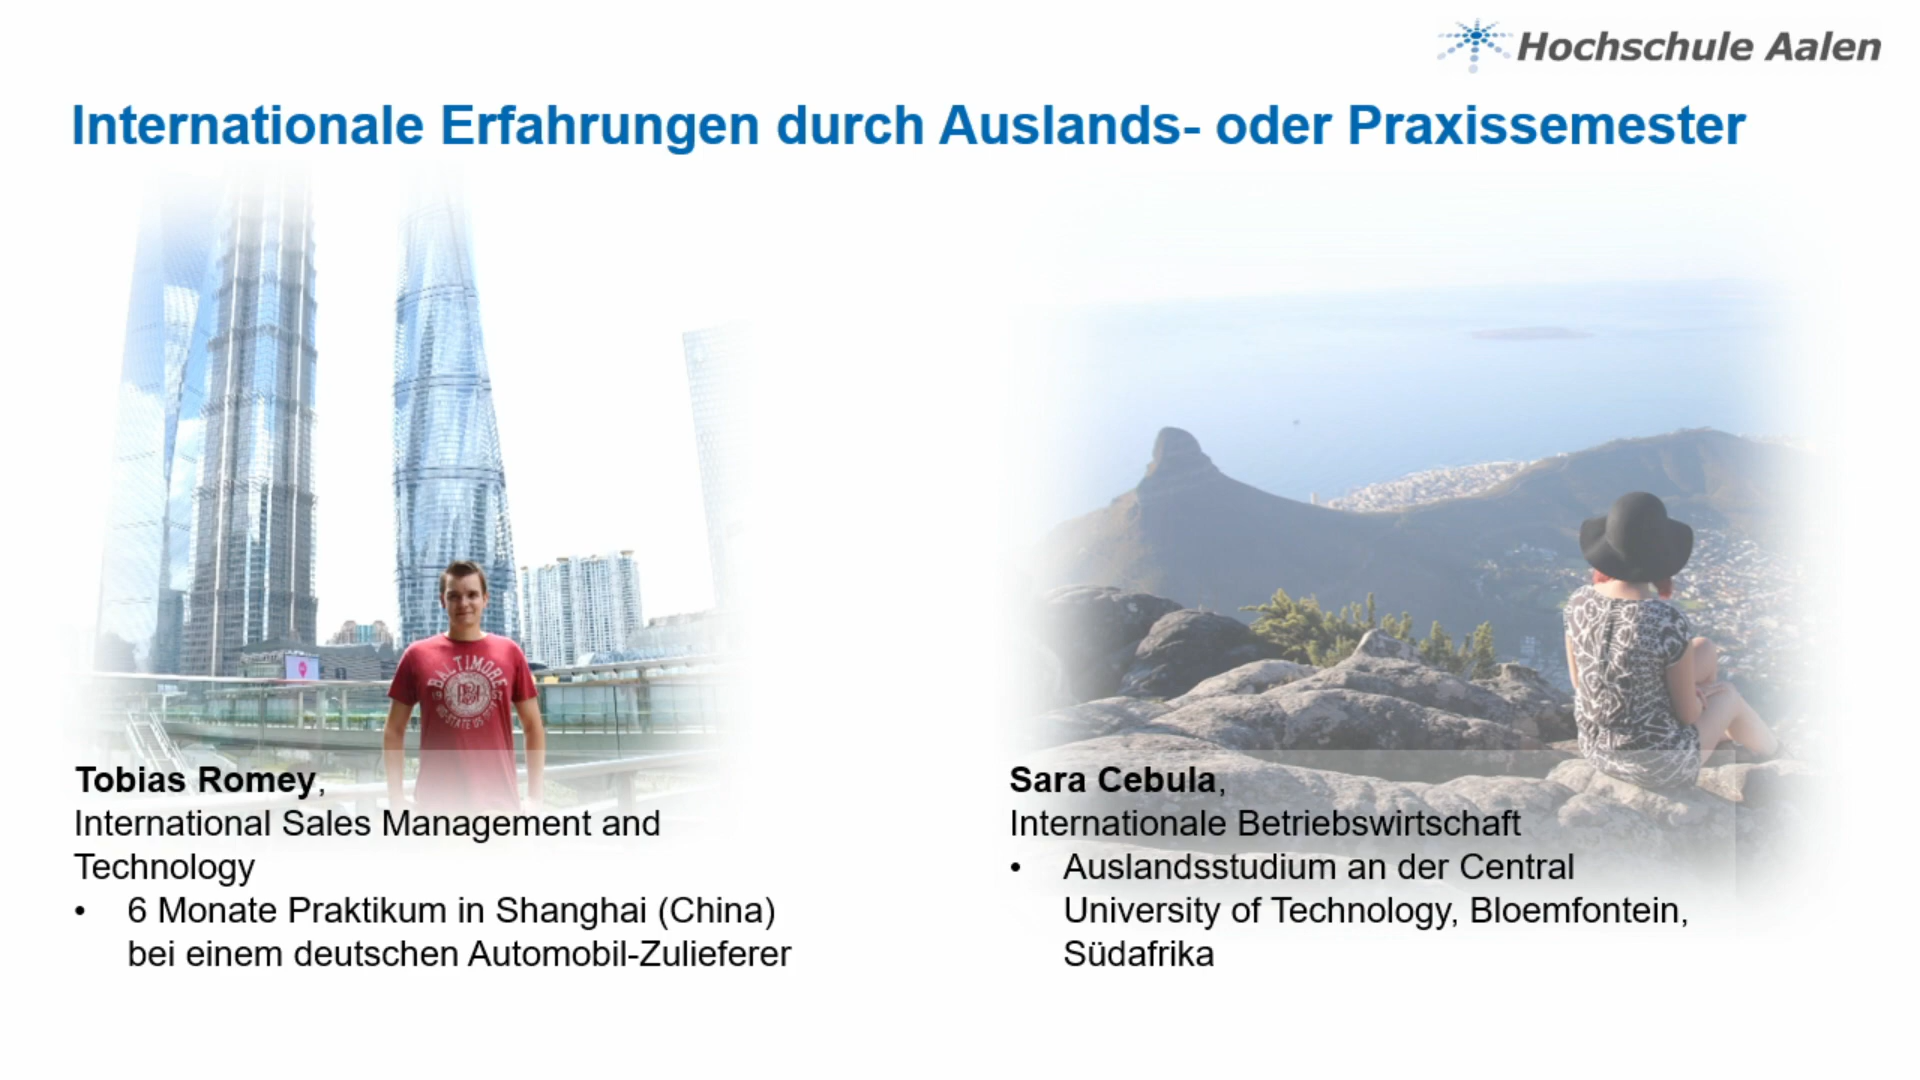 Hochschule Aalen
Internationale Erfahrungen durch Auslands- oder Praxissemester
BALTIMORE
Tobias Romey,
International Sales Management and
Technology
• 6 Monate Praktikum in Shanghai (China)
bei einem deutschen Automobil-Zulieferer
Sara Cebula,
Internationale Betriebswirtschaft
• Auslandsstudium an der Central
University of Technology, Bloemfontein,
Südafrika